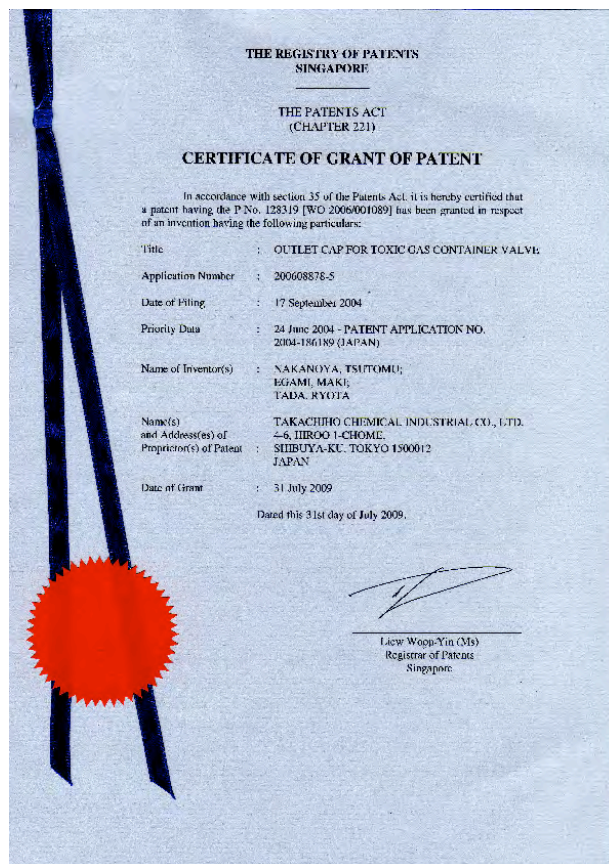 THE REGISTRY OF PATENTS
SINGAPORE
THE PATENTS ACT
(CHAPTER 221)
CERTIFICATE OF GRANT OF PATENT
In accordance with section 35 of the Patents Act, it is hereby certified that
a patent having the P-No. 128319 [WO 2006/001089] has been granted in respect
of an invention having the following particulars:
Title : OUTLET CAP FOR TOXIC GAS CONTAINER VALVE
Application Number : 200608878-5
Date of Filing : 17 September 2004
Priority Data : 24 June 2004 - PATENT APPLICATION NO.
2004-186189 (JAPAN)
Name of Inventor(s) : NAKANOYA, TSUTOMU;
EGAMI, MAKI;
TADA, RYOTA
Name(s) TAKACHIHO CHEMICAL INDUSTRIAL CO., LTD.
and Address(es) of 4-6, HIROO 1-CHOME,
Proprietor(s) of Patent : SHIBUYA-KU, TOKYO 1500012
JAPAN
Date of Grant : 31 July 2009
Dated this 31st day of July 2009.
Liew Woon Yin (Ms)
Registrar of Patents
Singapore